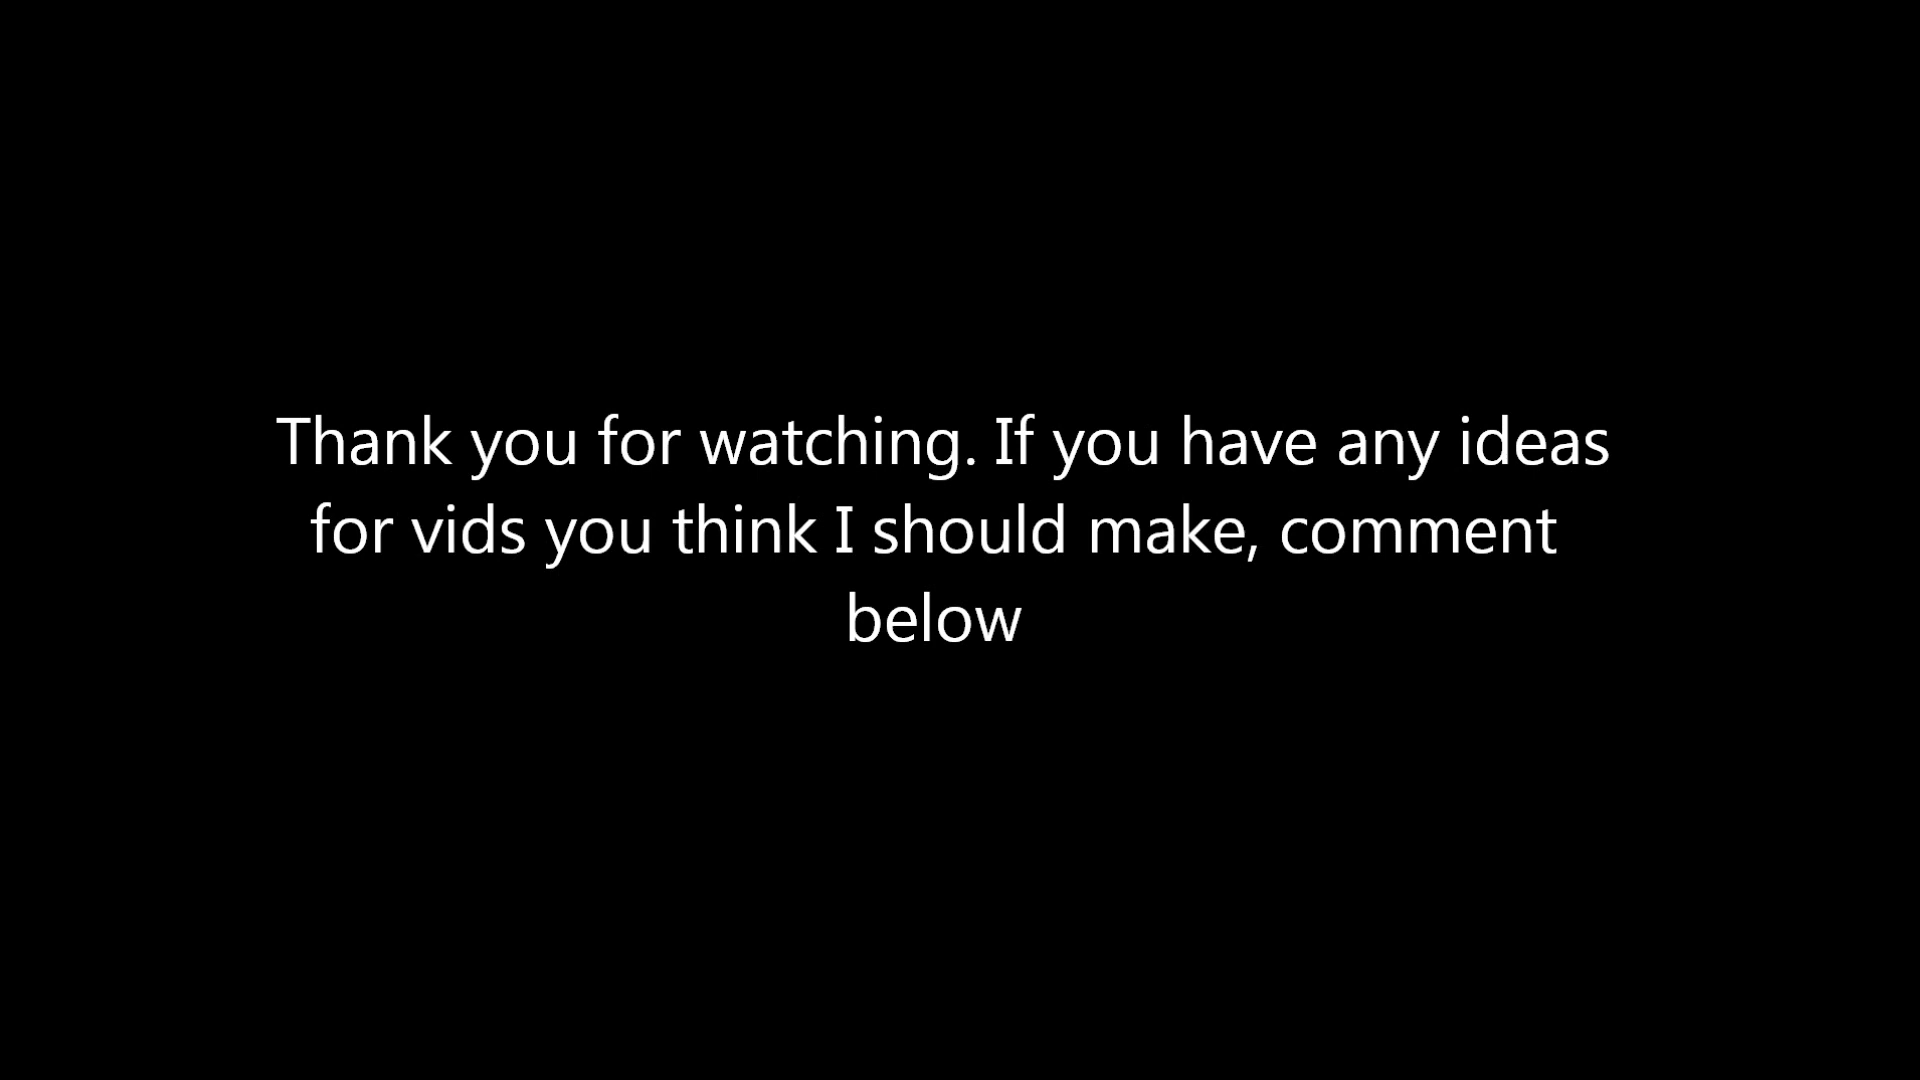 Thank you for watching. If you have any ideas
for vids you think I should make, comment
below